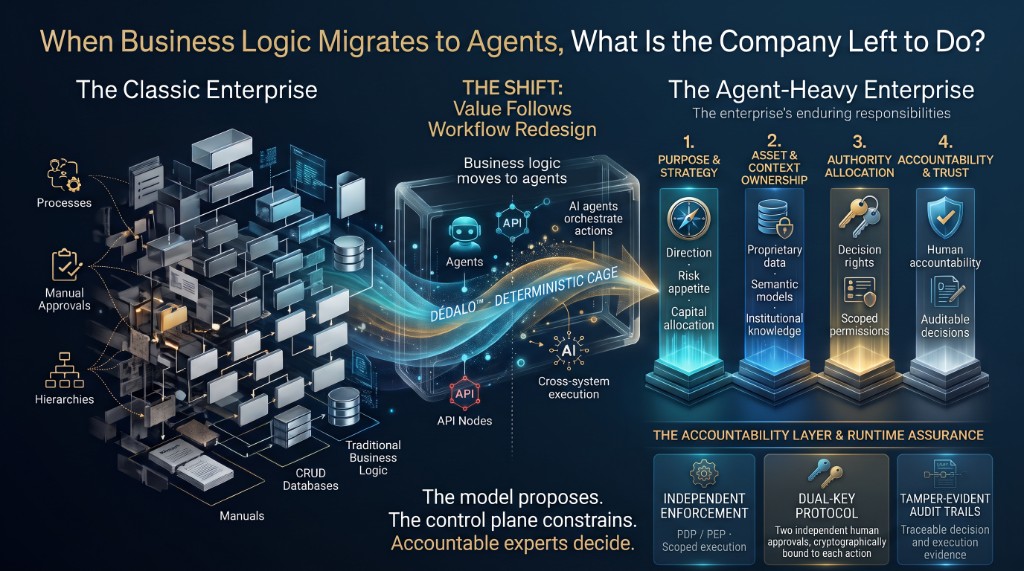 When Business Logic Migrates to Agents, What Is the Company Left to Do?
The Classic Enterprise
Processes
Manual
Approvals
Hierarchies
Manuals
CRUD
Databases
Traditional
Business
Logic
THE SHIFT:
Value Follows
Workflow Redesign
Business logic
moves to agents
Agents
API
AI agents
orchestrate
actions
DÉDALO™ - DETERMINISTIC CAGE
API
API Nodes
AI
Cross-system
execution
The model proposes.
The control plane constrains.
Accountable experts decide.
The Agent-Heavy Enterprise
The enterprise's enduring responsibilities
1.
PURPOSE &
STRATEGY
Direction
Risk
appetite
·
Capital
allocation
2.
ASSET &
CONTEXT
OWNERSHIP
Proprietary
data
Semantic
models
·
Institutional
knowledge
3.
AUTHORITY
ALLOCATION
Decision
rights
Scoped
permissions
4.
ACCOUNTABILITY
& TRUST
Human
accountability
Auditable
decisions
THE ACCOUNTABILITY LAYER & RUNTIME ASSURANCE
INDEPENDENT
ENFORCEMENT
PDP / PEP ·
Scoped execution
DUAL-KEY
PROTOCOL
Two independent human
approvals, cryptographically
bound to each action
TAMPER-EVIDENT
AUDIT TRAILS
Traceable decision
and execution
evidence